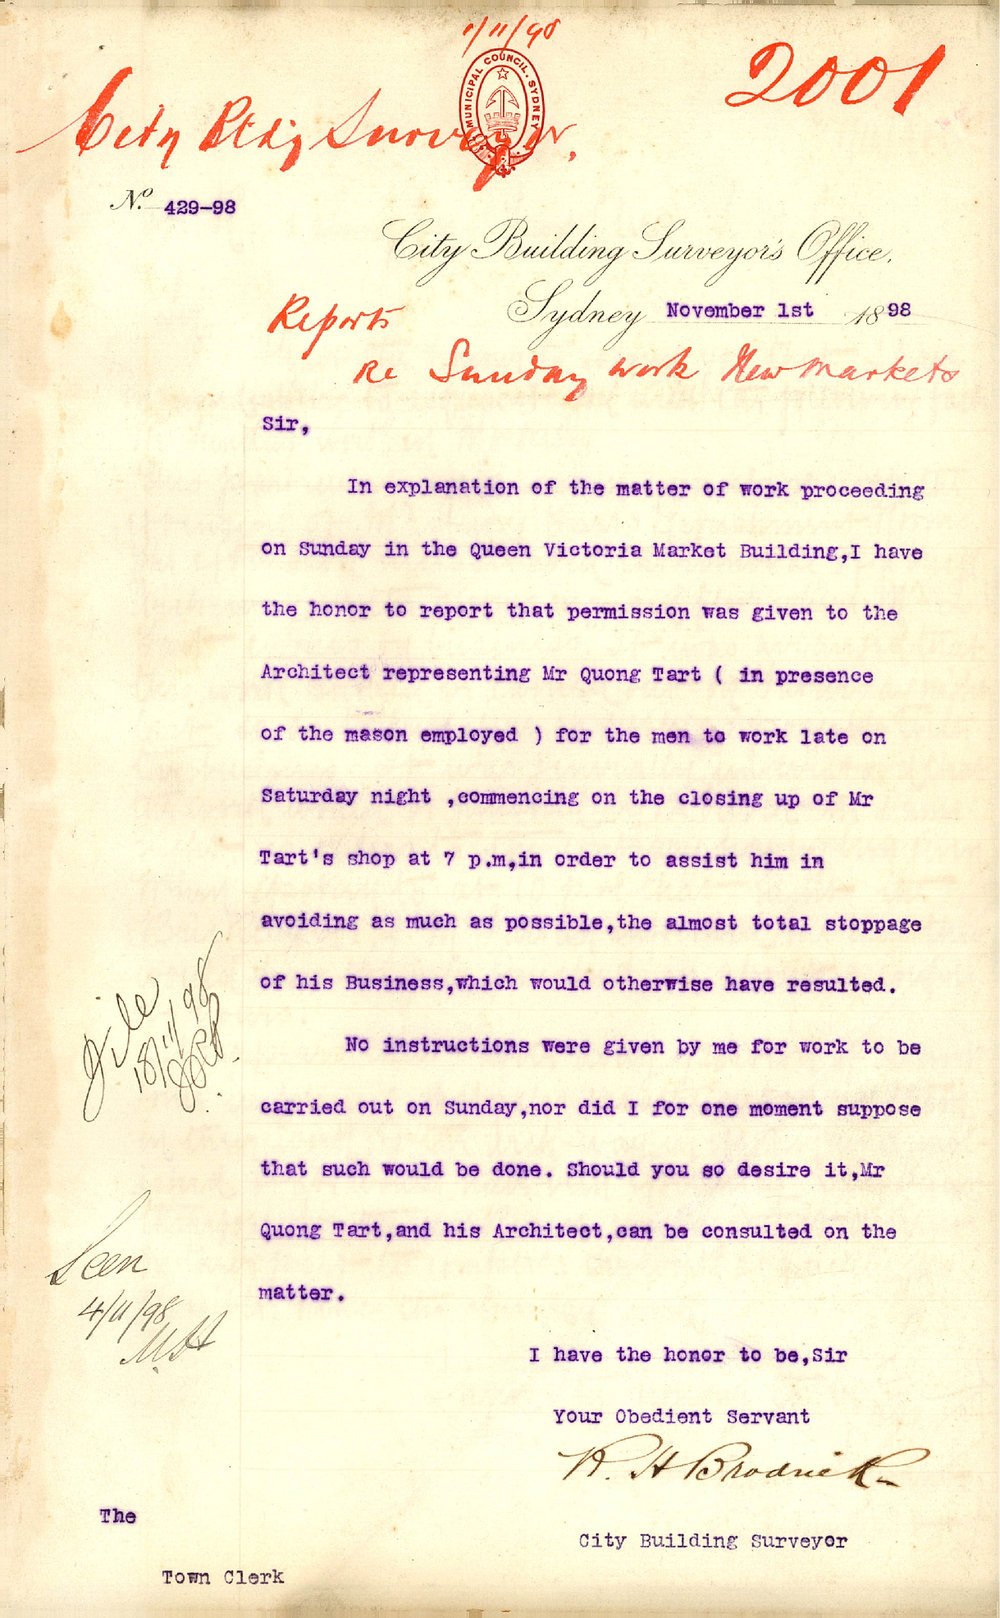 1/11/98
2001
MUNICIPAL COUNCIL. SYDNEY
City Bldg Surveyor.
No. 429-98
City Building Surveyor's Office.
Sydney November 1st 1898
Reports
re Sunday work New Markets
Sir,
In explanation of the matter of work proceeding
on Sunday in the Queen Victoria Market Building,I have
the honor to report that permission was given to the
Architect representing Mr Quong Tart ( in presence
of the mason employed ) for the men to work late on
Saturday night ,commencing on the closing up of Mr
Tart's shop at 7 p.m,in order to assist him in
avoiding as much as possible,the almost total stoppage
of his Business,which would otherwise have resulted.
No instructions were given by me for work to be
carried out on Sunday,nor did I for one moment suppose
that such would be done. Should you so desire it,Mr
Quong Tart,and his Architect,can be consulted on the
matter.
File
18/11/98
Seen
4/11/98
I have the honor to be,Sir
Your Obedient Servant
R. H Brodrick
City Building Surveyor
The
Town Clerk